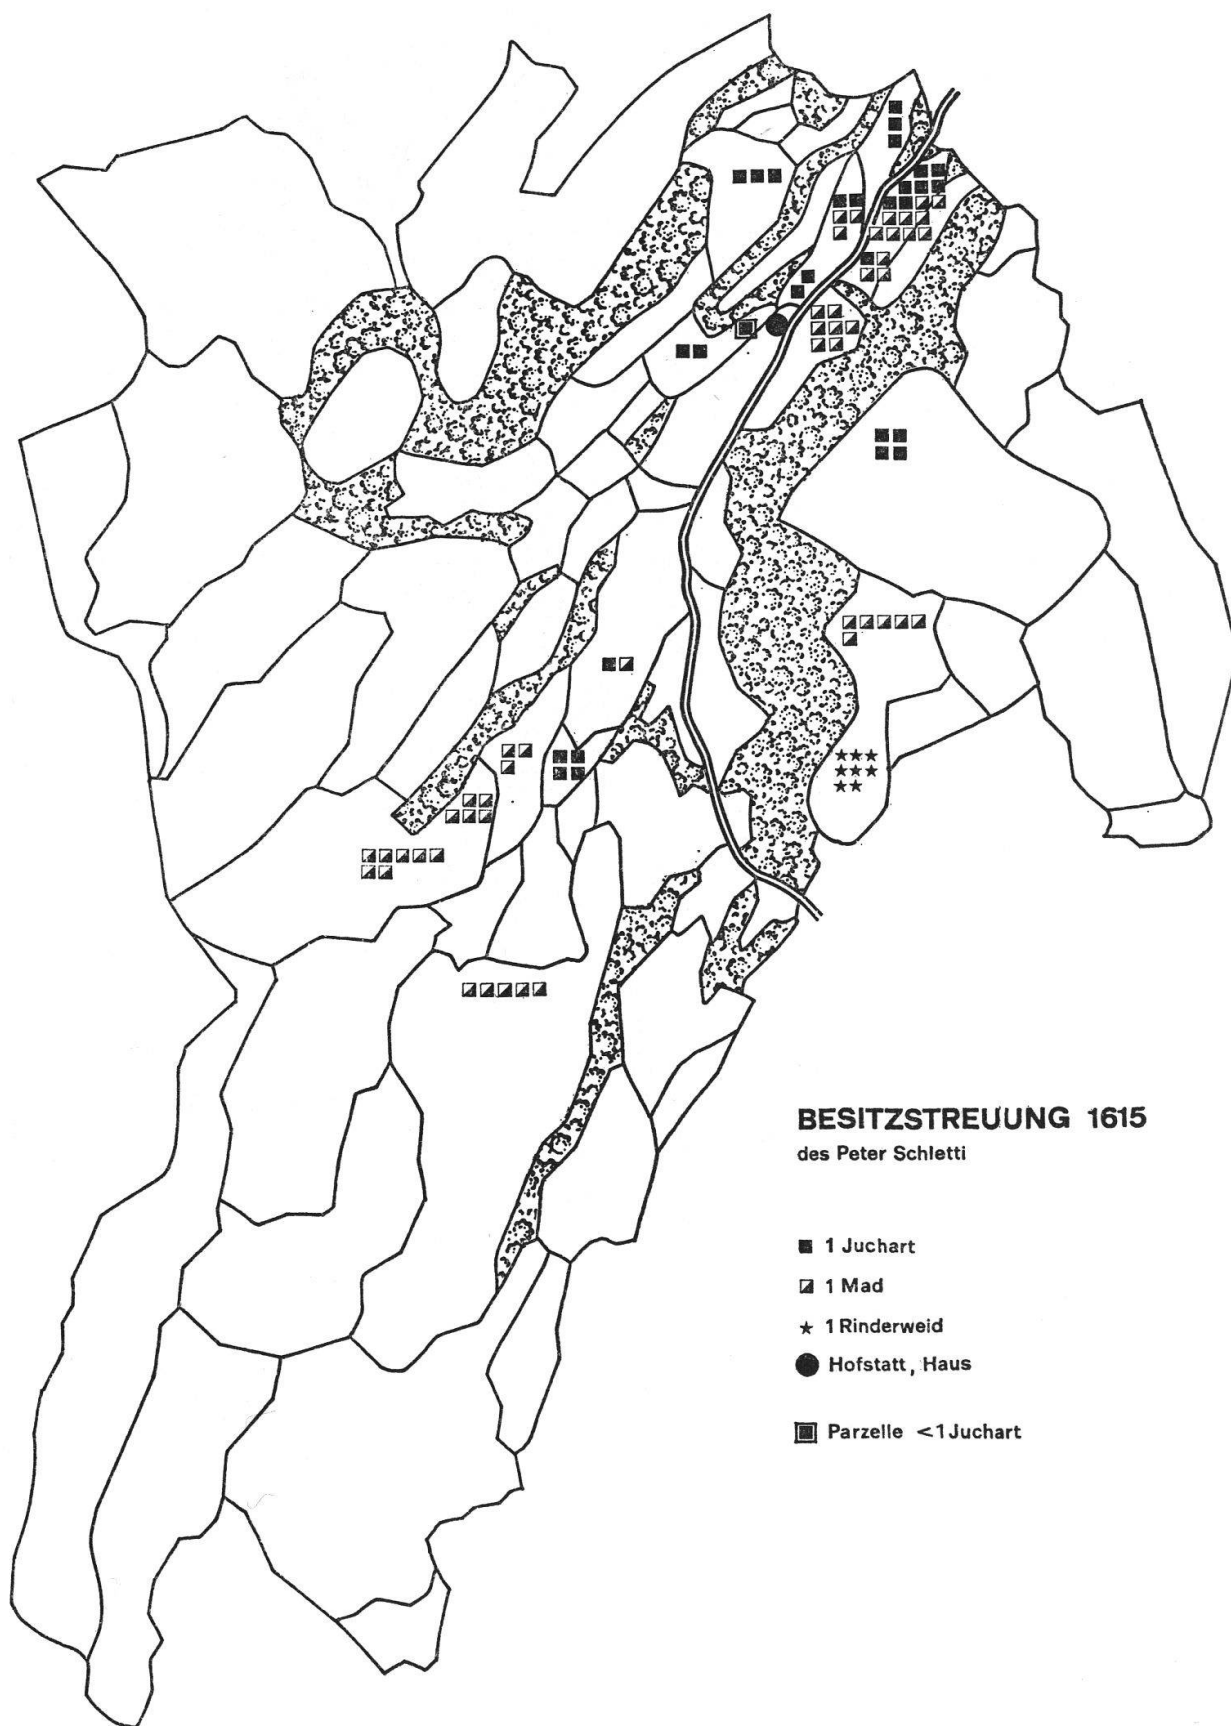 BESITZSTREUUNG 1615
des Peter Schletti
1 Juchart
1 Mad
1 Rinderweid
Hofstatt, Haus
Parzelle <1 Juchart